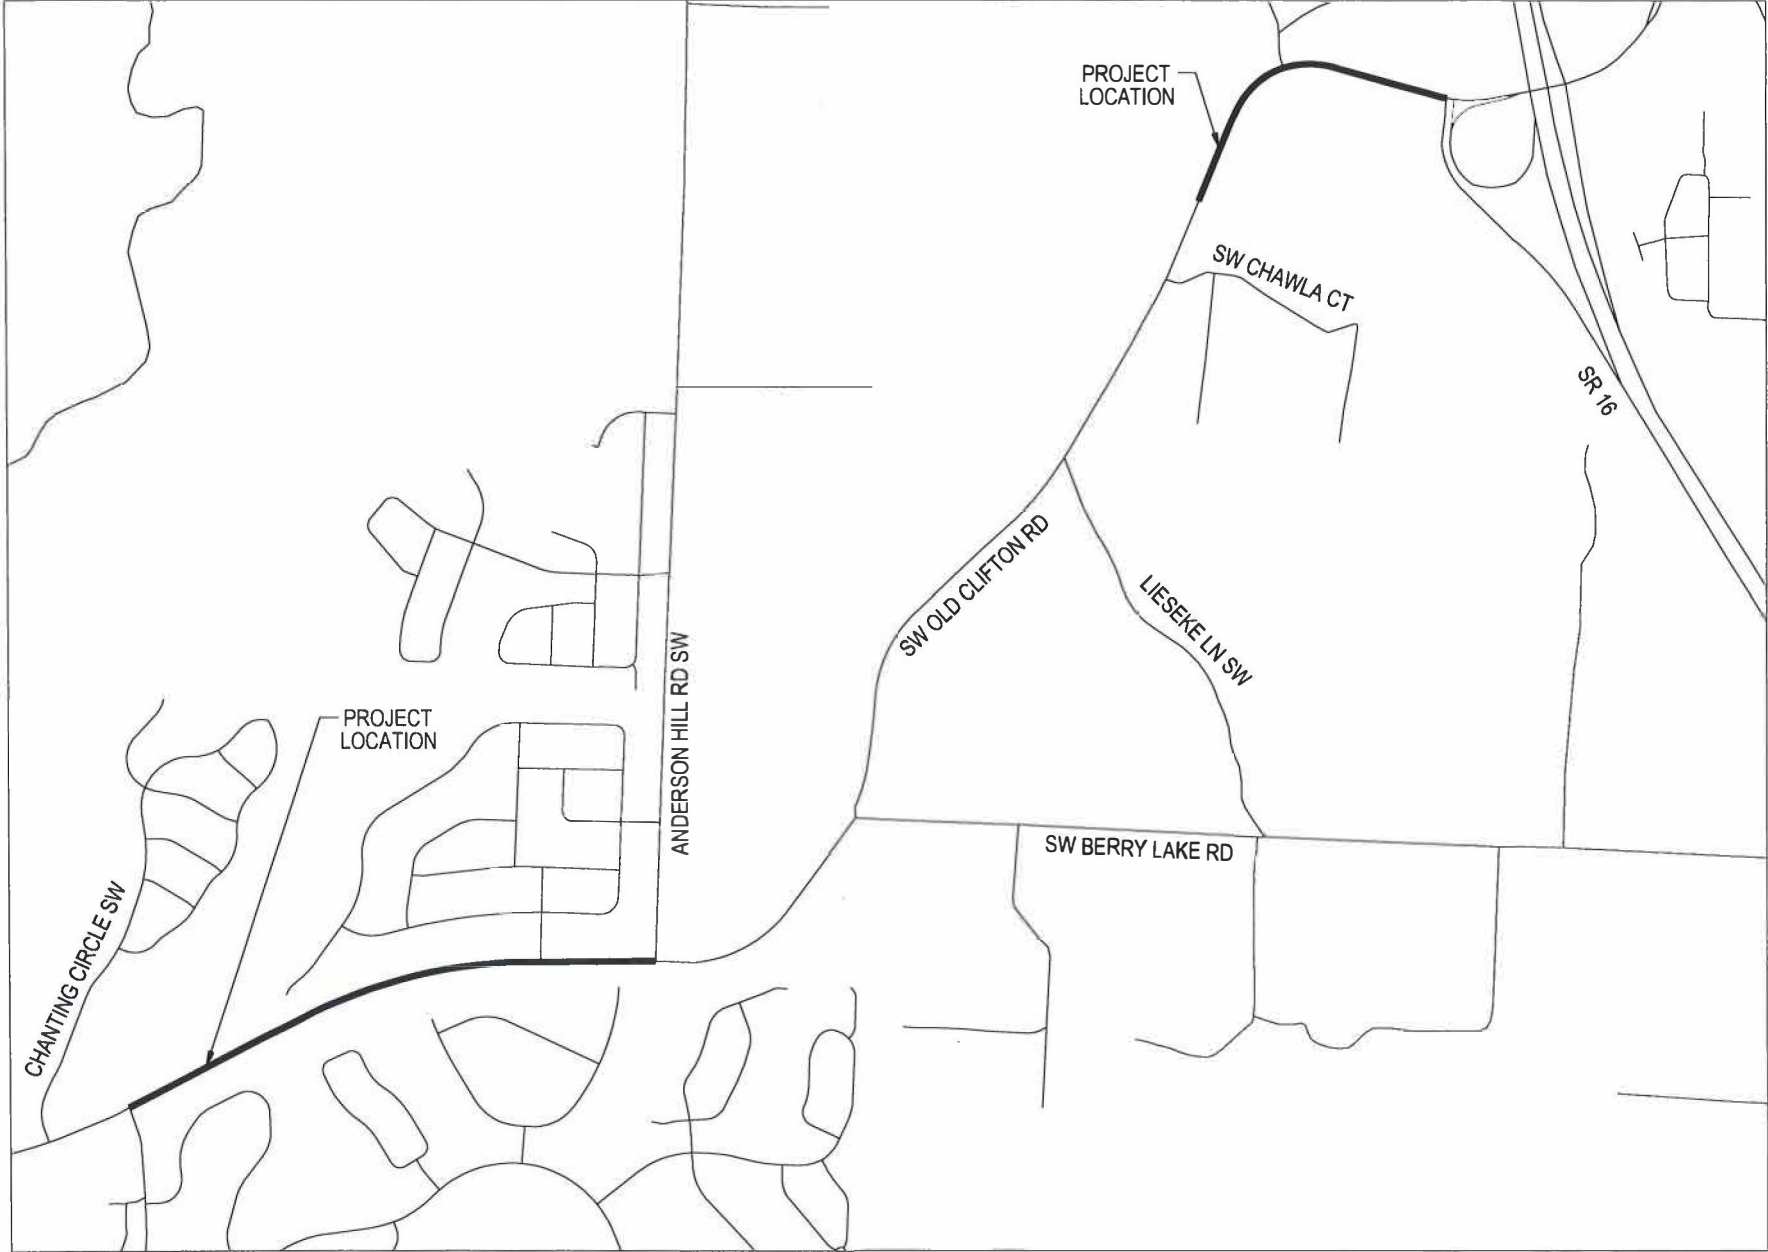 PROJECT
LOCATION
SW CHAWLA CT
SR 16
SW OLD CLIFTON RD
LIESEKE LN SW
ANDERSON HILL RD SW
PROJECT
LOCATION
SW BERRY LAKE RD
CHANTING CIRCLE SW